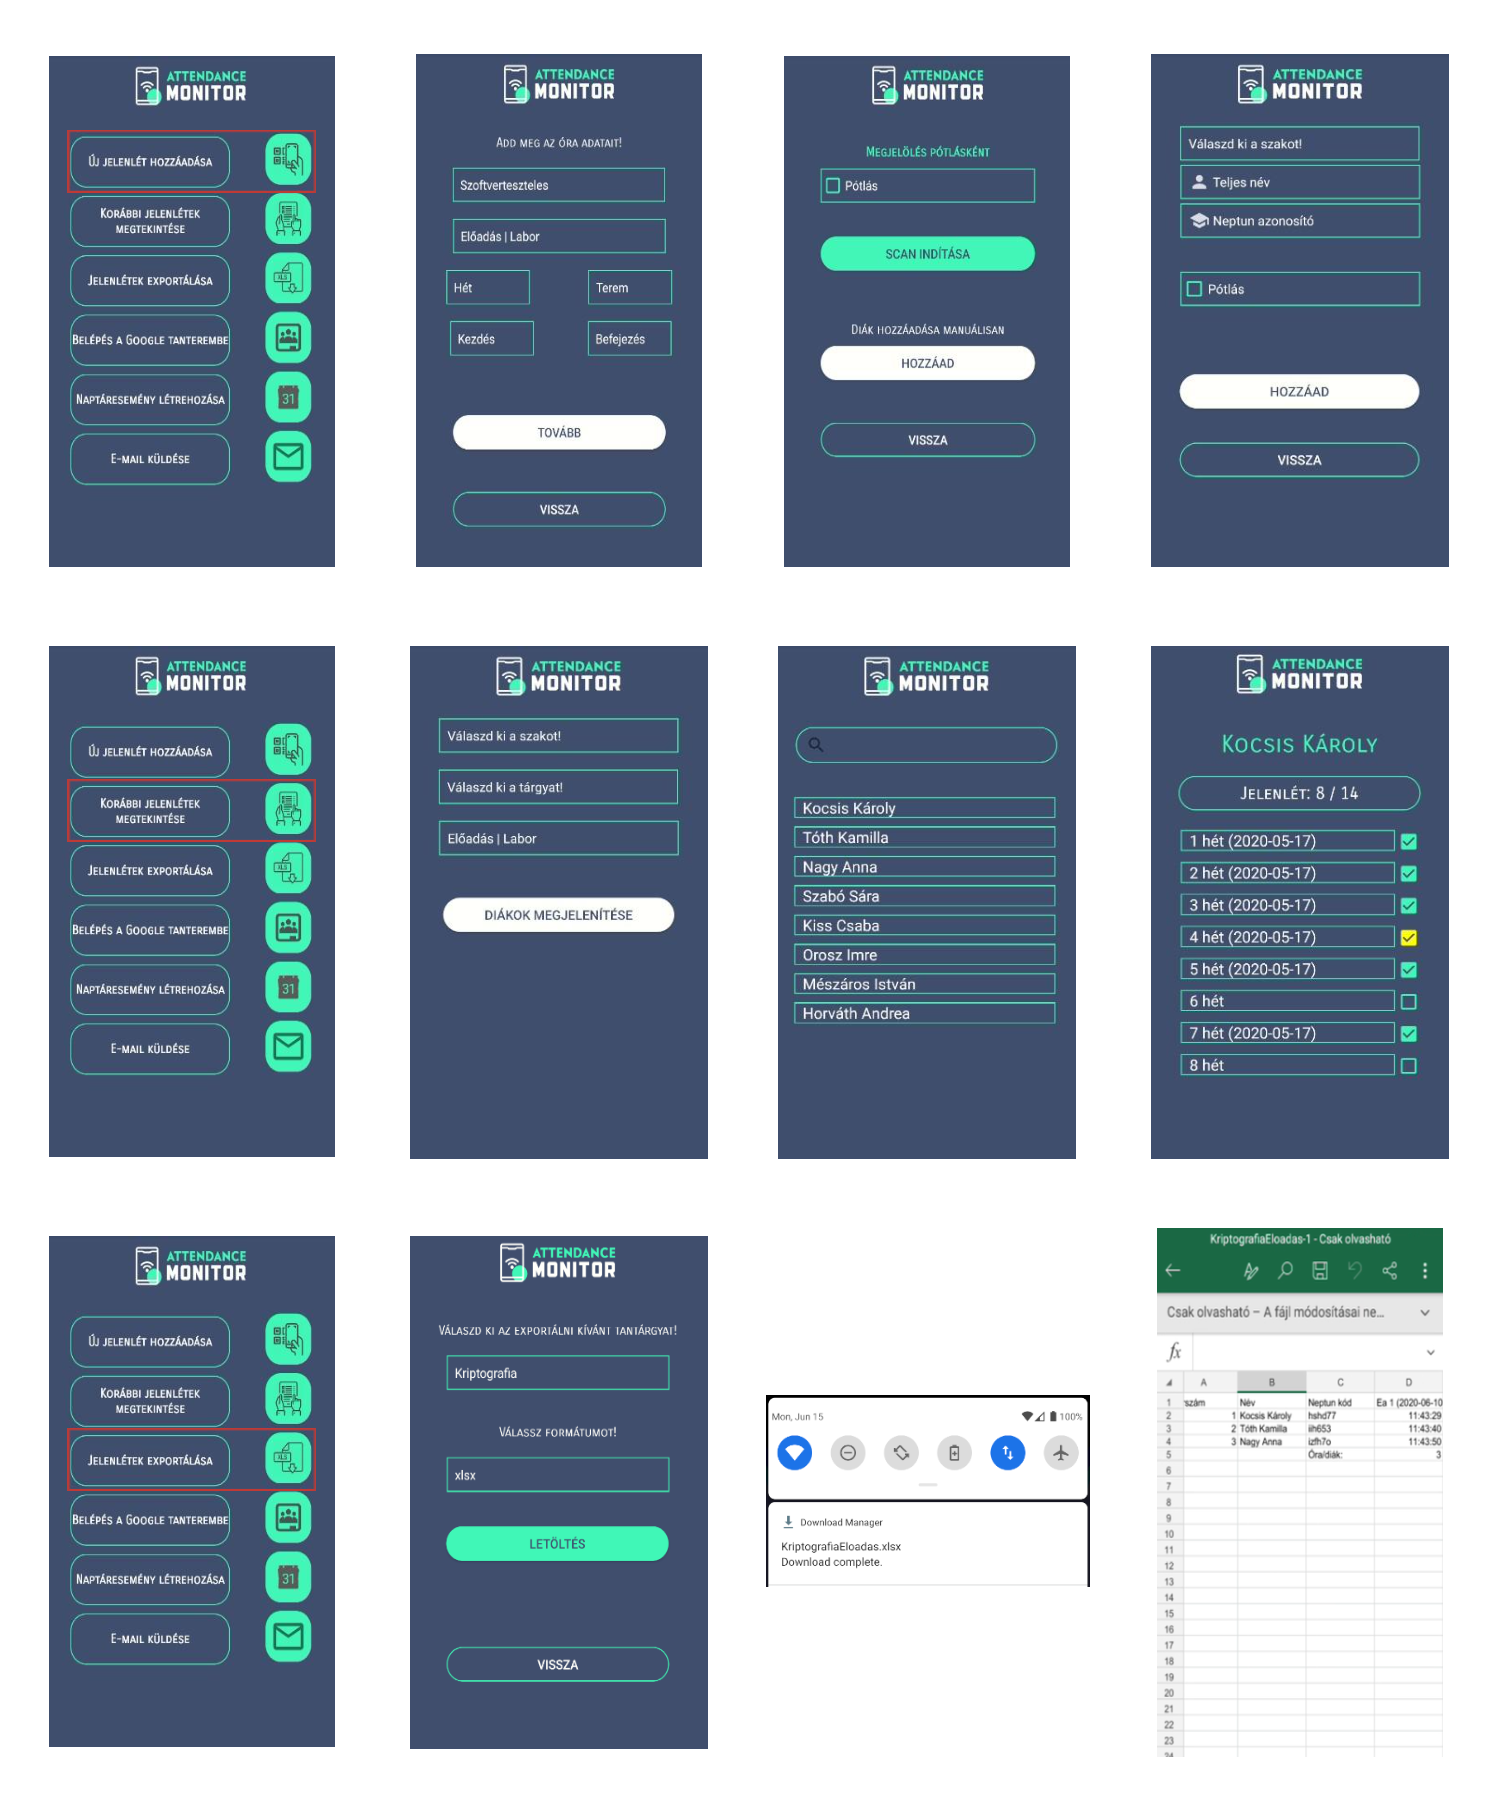 ATTENDANCE
MONITOR
Új jelenlét hozzáadása
Korábbi jelenlétek
megtekintése
Jelenlétek exportálása
XLS
Belépés a Google tanterembe
Naptáresemény létrehozása
31
E-mail küldése
ATTENDANCE
MONITOR
Add meg az óra adatait!
Szoftverteszteles
Előadás | Labor
Hét
Terem
Kezdés
Befejezés
TOVÁBB
VISSZA
ATTENDANCE
MONITOR
Megjelölés pótlásként
Pótlás
SCAN INDÍTÁSA
Diák hozzáadása manuálisan
HOZZÁAD
VISSZA
ATTENDANCE
MONITOR
Válaszd ki a szakot!
Teljes név
Neptun azonosító
Pótlás
HOZZÁAD
VISSZA
ATTENDANCE
MONITOR
Új jelenlét hozzáadása
Korábbi jelenlétek
megtekintése
Jelenlétek exportálása
XLS
Belépés a Google tanterembe
Naptáresemény létrehozása
31
E-mail küldése
ATTENDANCE
MONITOR
Válaszd ki a szakot!
Válaszd ki a tárgyat!
Előadás | Labor
DIÁKOK MEGJELENÍTÉSE
ATTENDANCE
MONITOR
Kocsis Károly
Tóth Kamilla
Nagy Anna
Szabó Sára
Kiss Csaba
Orosz Imre
Mészáros István
Horváth Andrea
ATTENDANCE
MONITOR
Kocsis Károly
Jelenlét: 8 / 14
1 hét (2020-05-17)
2 hét (2020-05-17)
3 hét (2020-05-17)
4 hét (2020-05-17)
5 hét (2020-05-17)
6 hét
7 hét (2020-05-17)
8 hét
ATTENDANCE
MONITOR
Új jelenlét hozzáadása
Korábbi jelenlétek
megtekintése
Jelenlétek exportálása
XLS
Belépés a Google tanterembe
Naptáresemény létrehozása
31
E-mail küldése
ATTENDANCE
MONITOR
Válaszd ki az exportálni kívánt tantárgyat!
Kriptografia
Válassz formátumot!
xlsx
LETÖLTÉS
VISSZA
Mon, Jun 15
100%
Download Manager
KriptografiaEloadas.xlsx
Download complete.
KriptografiaEloadas-1 - Csak olvasható
Csak olvasható – A fájl módosításai ne...
fx
A B C D
1 szám Név Neptun kód Ea 1 (2020-06-10
2 1 Kocsis Károly hshd77 11:43:29
3 2 Tóth Kamilla iih653 11:43:40
4 3 Nagy Anna izfh7o 11:43:50
5 Óra/diák: 3
6
7
8
9
10
11
12
13
14
15
16
17
18
19
20
21
22
23